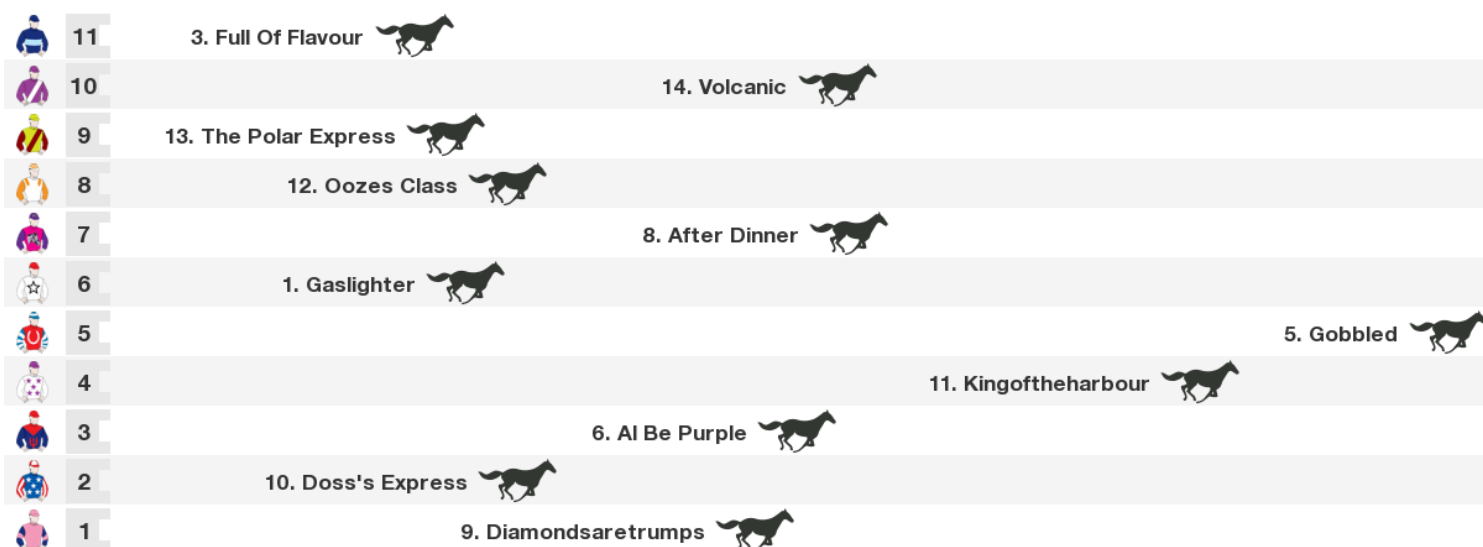 11 3. Full Of Flavour
10 14. Volcanic
9 13. The Polar Express
8 12. Oozes Class
7 8. After Dinner
6 1. Gaslighter
5 5. Gobbled
4 11. Kingoftheharbour
3 6. Al Be Purple
2 10. Doss's Express
1 9. Diamondsaretrumps